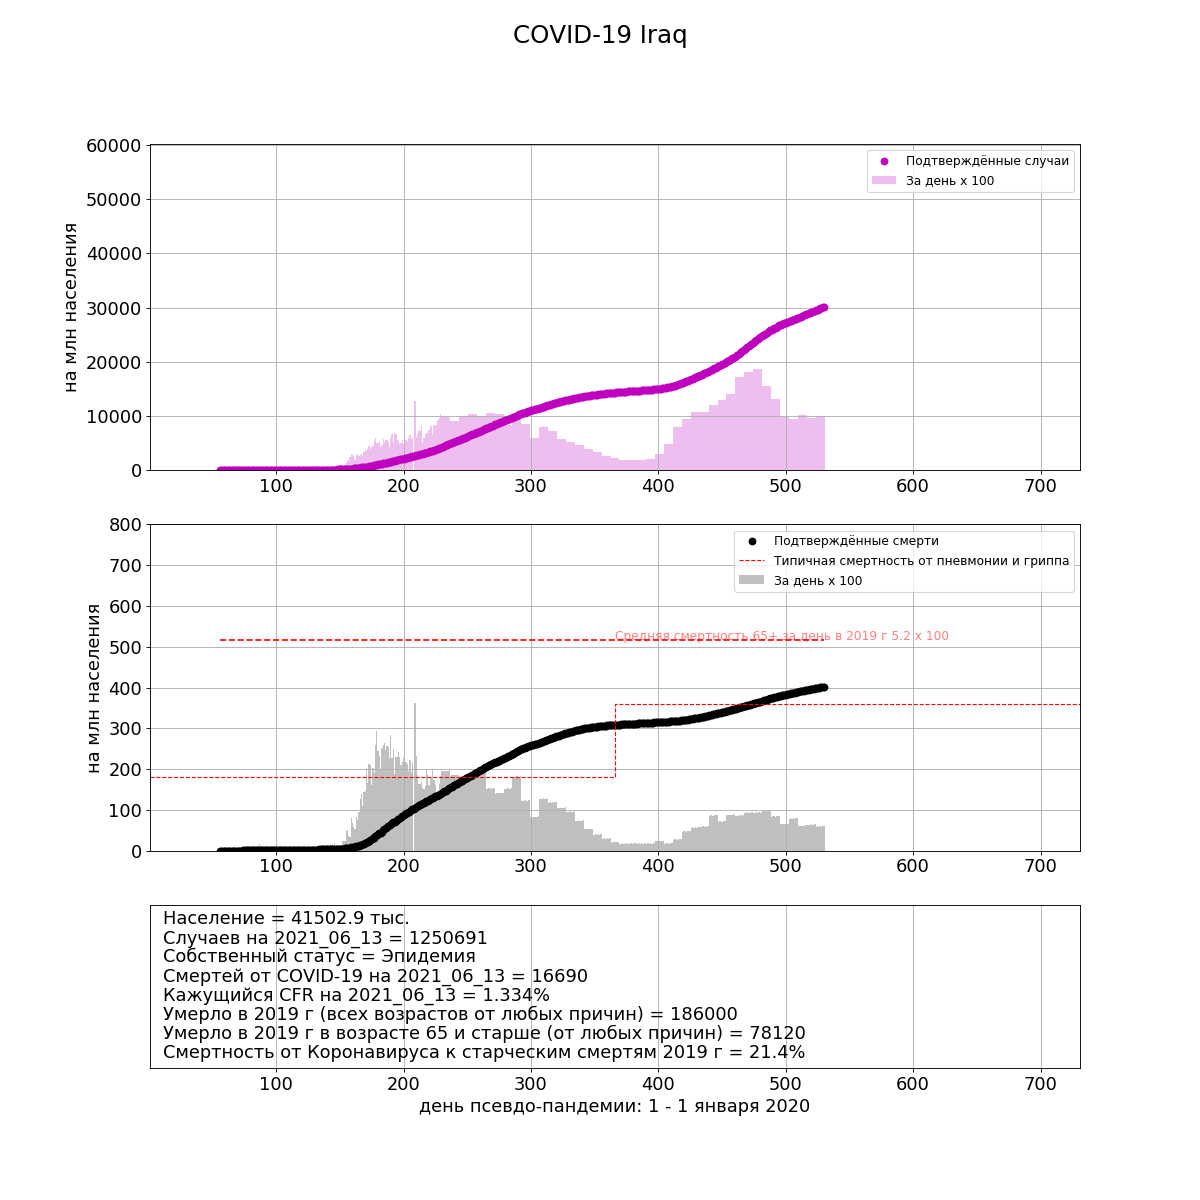 COVID-19 Iraq
60000
50000
40000
30000
20000
10000
0
на млн населения
Подтверждённые случаи
За день x 100
100 200 300 400 500 600 700
800
700
600
500
400
300
200
100
0
на млн населения
Подтверждённые смерти
Типичная смертность от пневмонии и гриппа
За день x 100
Средняя смертность 65+ за день в 2019 г 5.2 x 100
100 200 300 400 500 600 700
Население = 41502.9 тыс.
Случаев на 2021_06_13 = 1250691
Собственный статус = Эпидемия
Смертей от COVID-19 на 2021_06_13 = 16690
Кажущийся CFR на 2021_06_13 = 1.334%
Умерло в 2019 г (всех возрастов от любых причин) = 186000
Умерло в 2019 г в возрасте 65 и старше (от любых причин) = 78120
Смертность от Коронавируса к старческим смертям 2019 г = 21.4%
100 200 300 400 500 600 700
день псевдо-пандемии: 1 - 1 января 2020